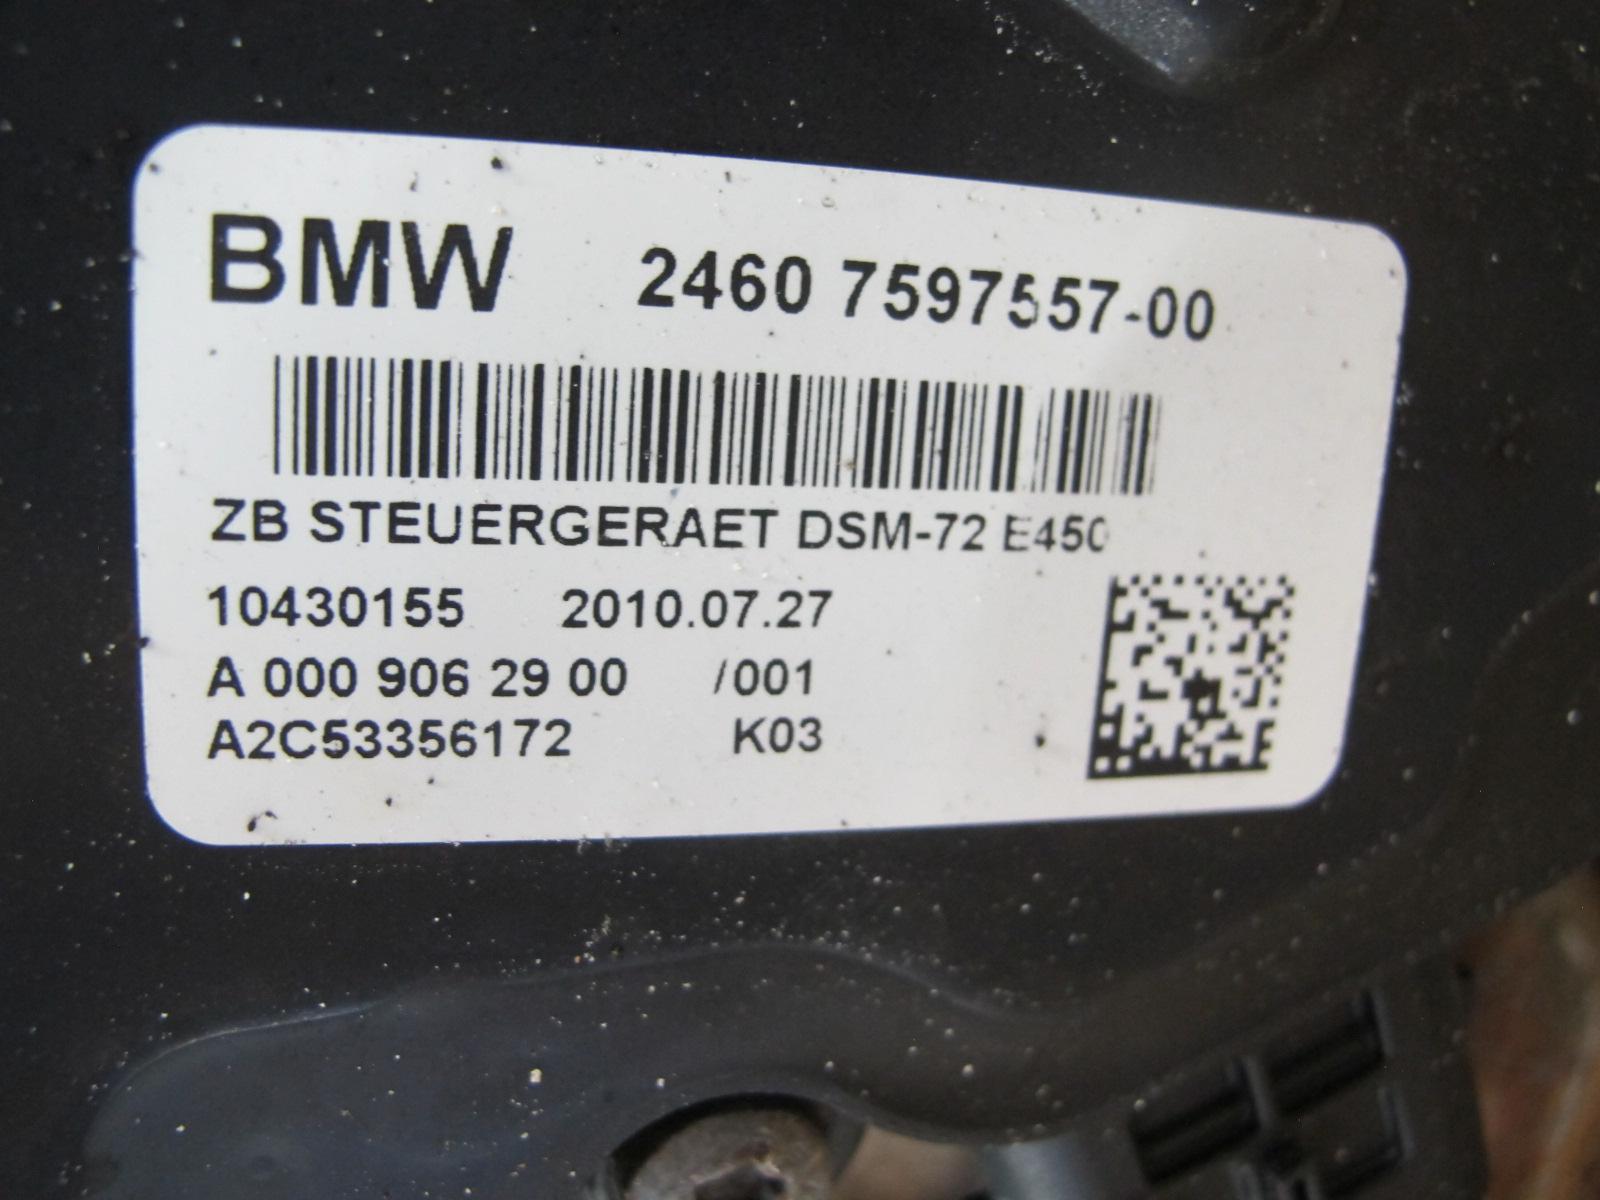 BMW 2460 7597557-00
ZB STEUERGERAET DSM-72 E450
10430155 2010.07.27
A 000 906 29 00 /001
A2C53356172 K03